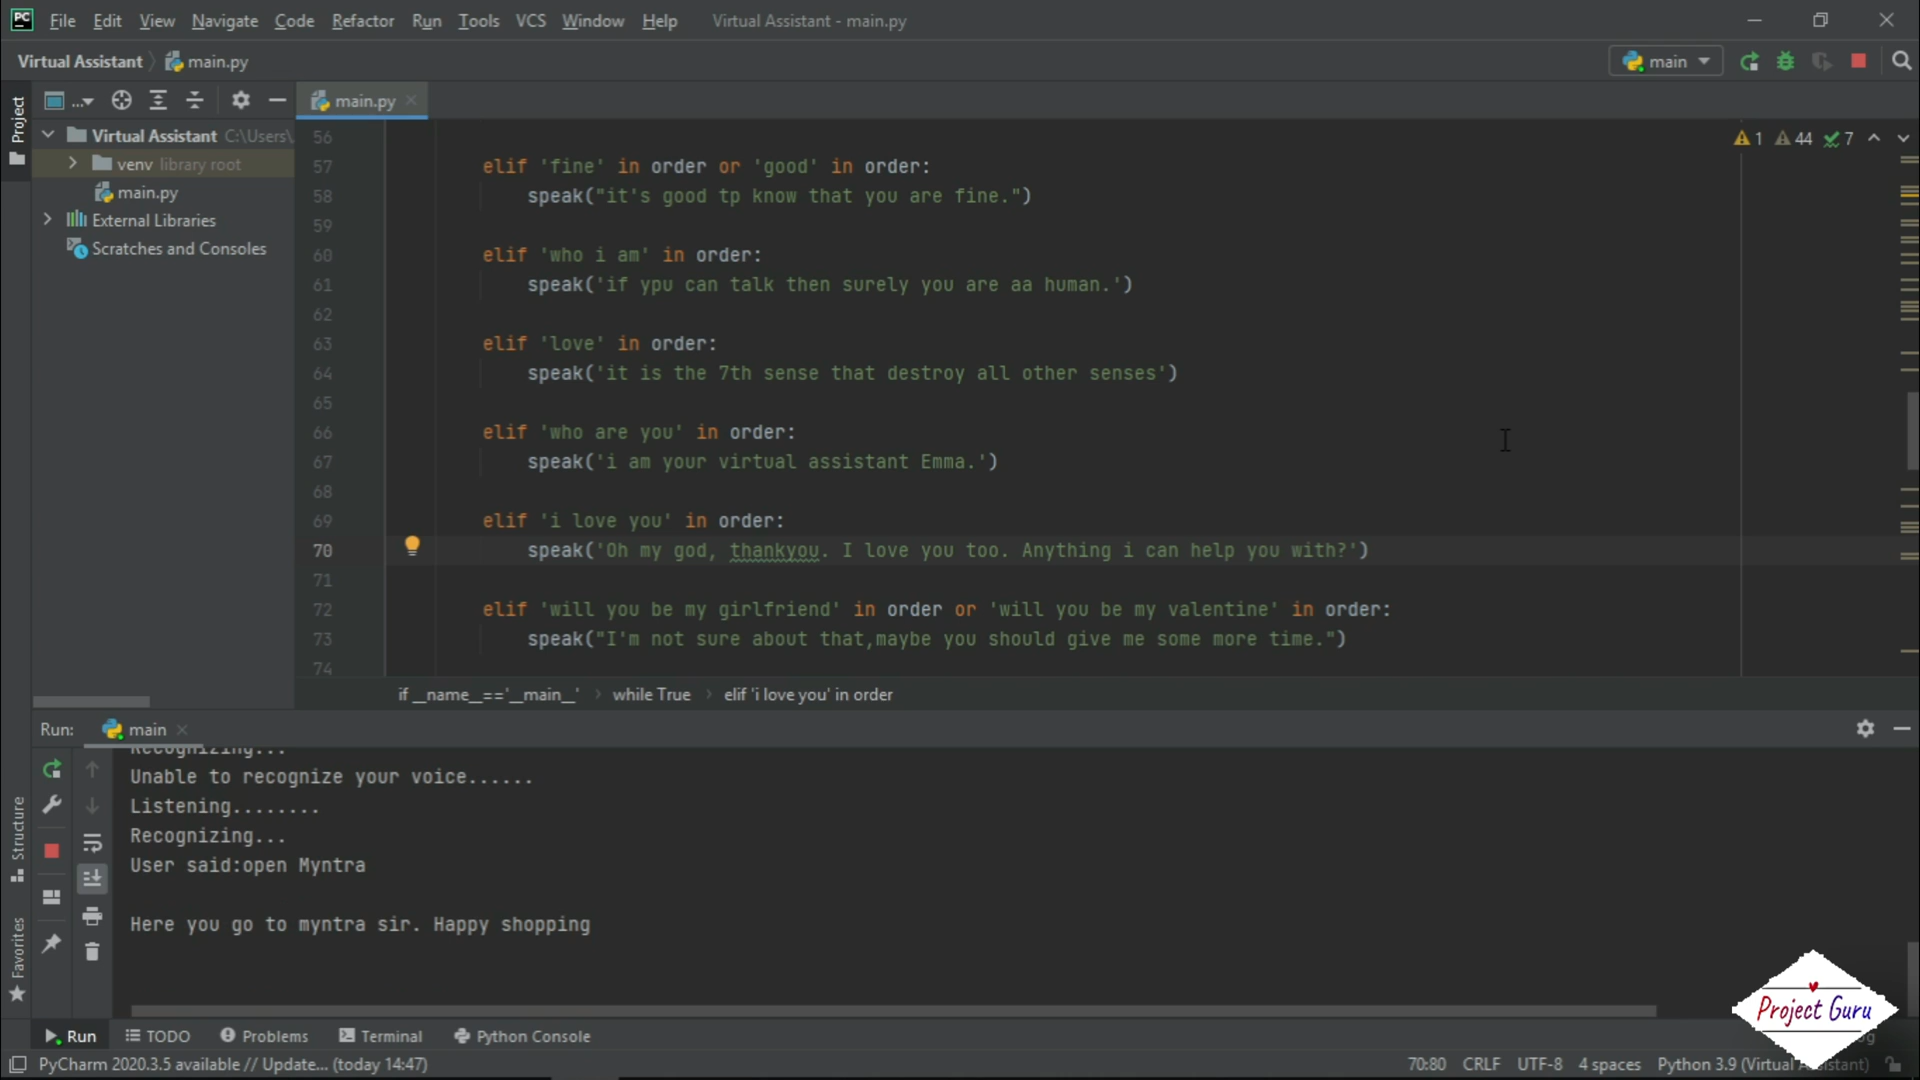 PC File Edit View Navigate Code Refactor Run Tools VCS Window Help Virtual Assistant - main.py
Virtual Assistant main.py main
Project ... main.py
Virtual Assistant C:\Users\
venv library root
main.py
External Libraries
Scratches and Consoles
1 44 7
56
57 elif 'fine' in order or 'good' in order:
58 speak("it's good tp know that you are fine.")
59
60 elif 'who i am' in order:
61 speak('if ypu can talk then surely you are aa human.')
62
63 elif 'love' in order:
64 speak('it is the 7th sense that destroy all other senses')
65
66 elif 'who are you' in order:
67 speak('i am your virtual assistant Emma.')
68
69 elif 'i love you' in order:
70 speak('Oh my god, thankyou. I love you too. Anything i can help you with?')
71
72 elif 'will you be my girlfriend' in order or 'will you be my valentine' in order:
73 speak("I'm not sure about that,maybe you should give me some more time.")
74
if __name__=='__main__' while True elif 'i love you' in order
Run: main
Recognizing...
Unable to recognize your voice......
Listening........
Recognizing...
User said:open Myntra
Here you go to myntra sir. Happy shopping
Structure
Favorites
Project Guru
Run TODO Problems Terminal Python Console
PyCharm 2020.3.5 available // Update... (today 14:47) 70:80 CRLF UTF-8 4 spaces Python 3.9 (Virtual Assistant)